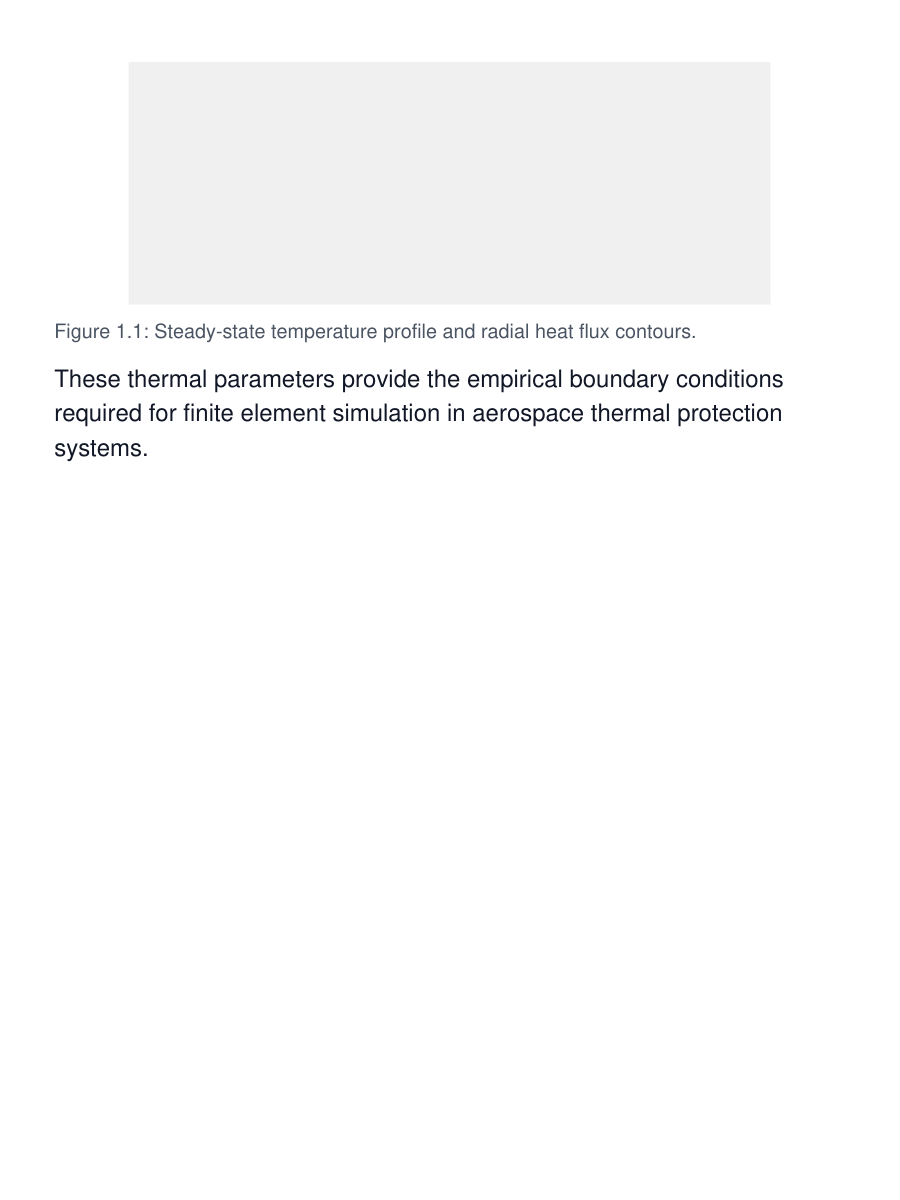 Figure 1.1: Steady-state temperature profile and radial heat flux contours.
These thermal parameters provide the empirical boundary conditions
required for finite element simulation in aerospace thermal protection
systems.